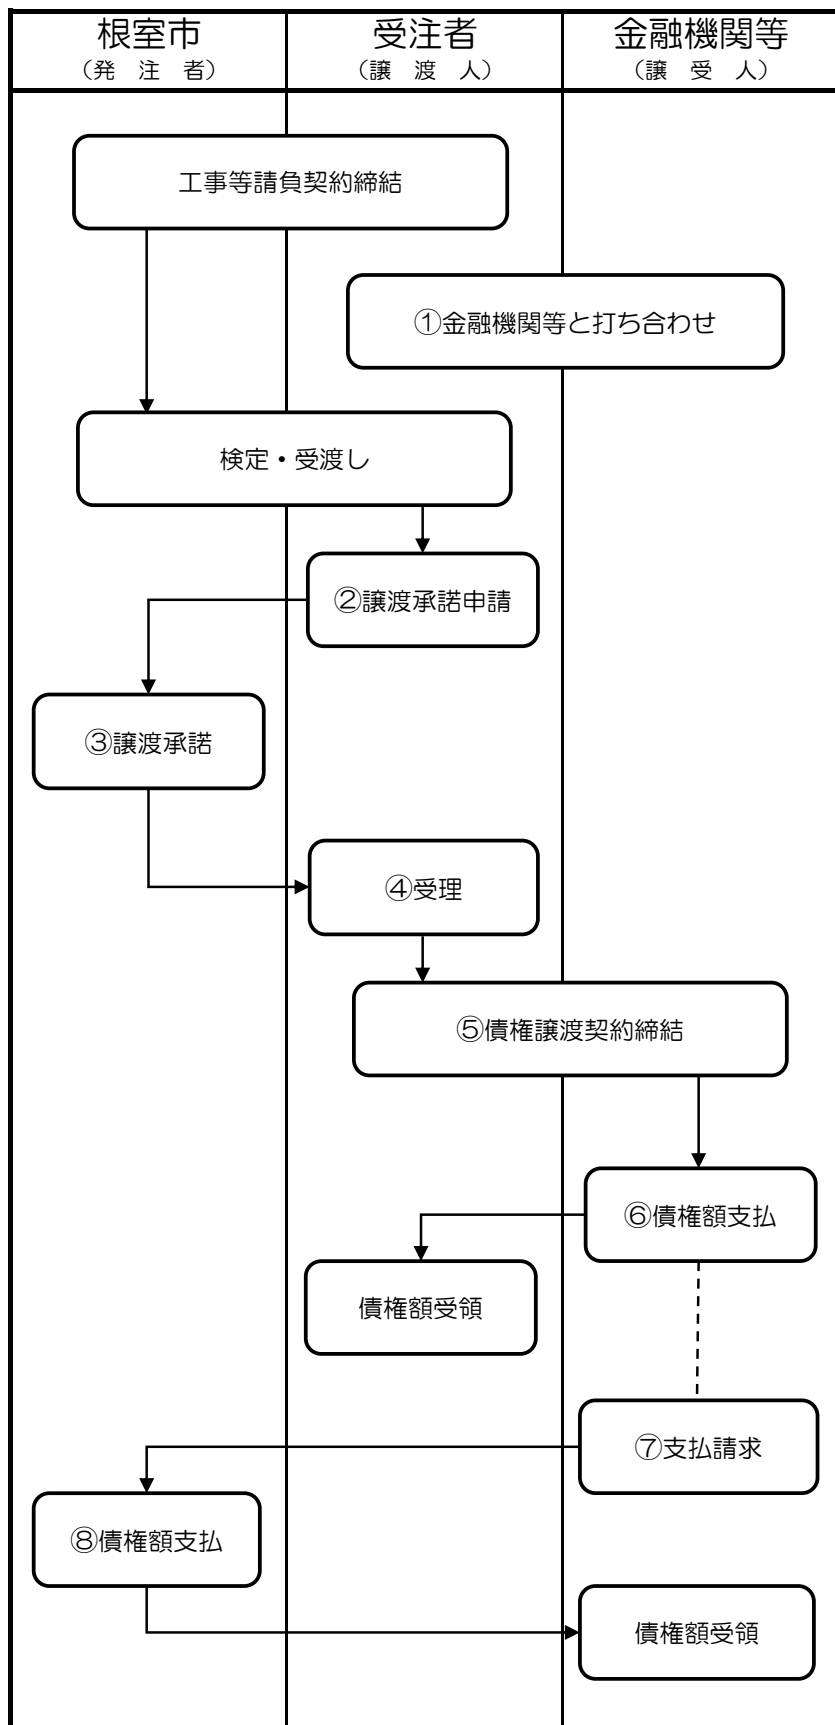 根室市
（発　注　者）
受注者
（譲　渡　人）
金融機関等
（譲　受　人）
工事等請負契約締結
①金融機関等と打ち合わせ
検定・受渡し
②譲渡承諾申請
③譲渡承諾
④受理
⑤債権譲渡契約締結
⑥債権額支払
債権額受領
⑦支払請求
⑧債権額支払
債権額受領